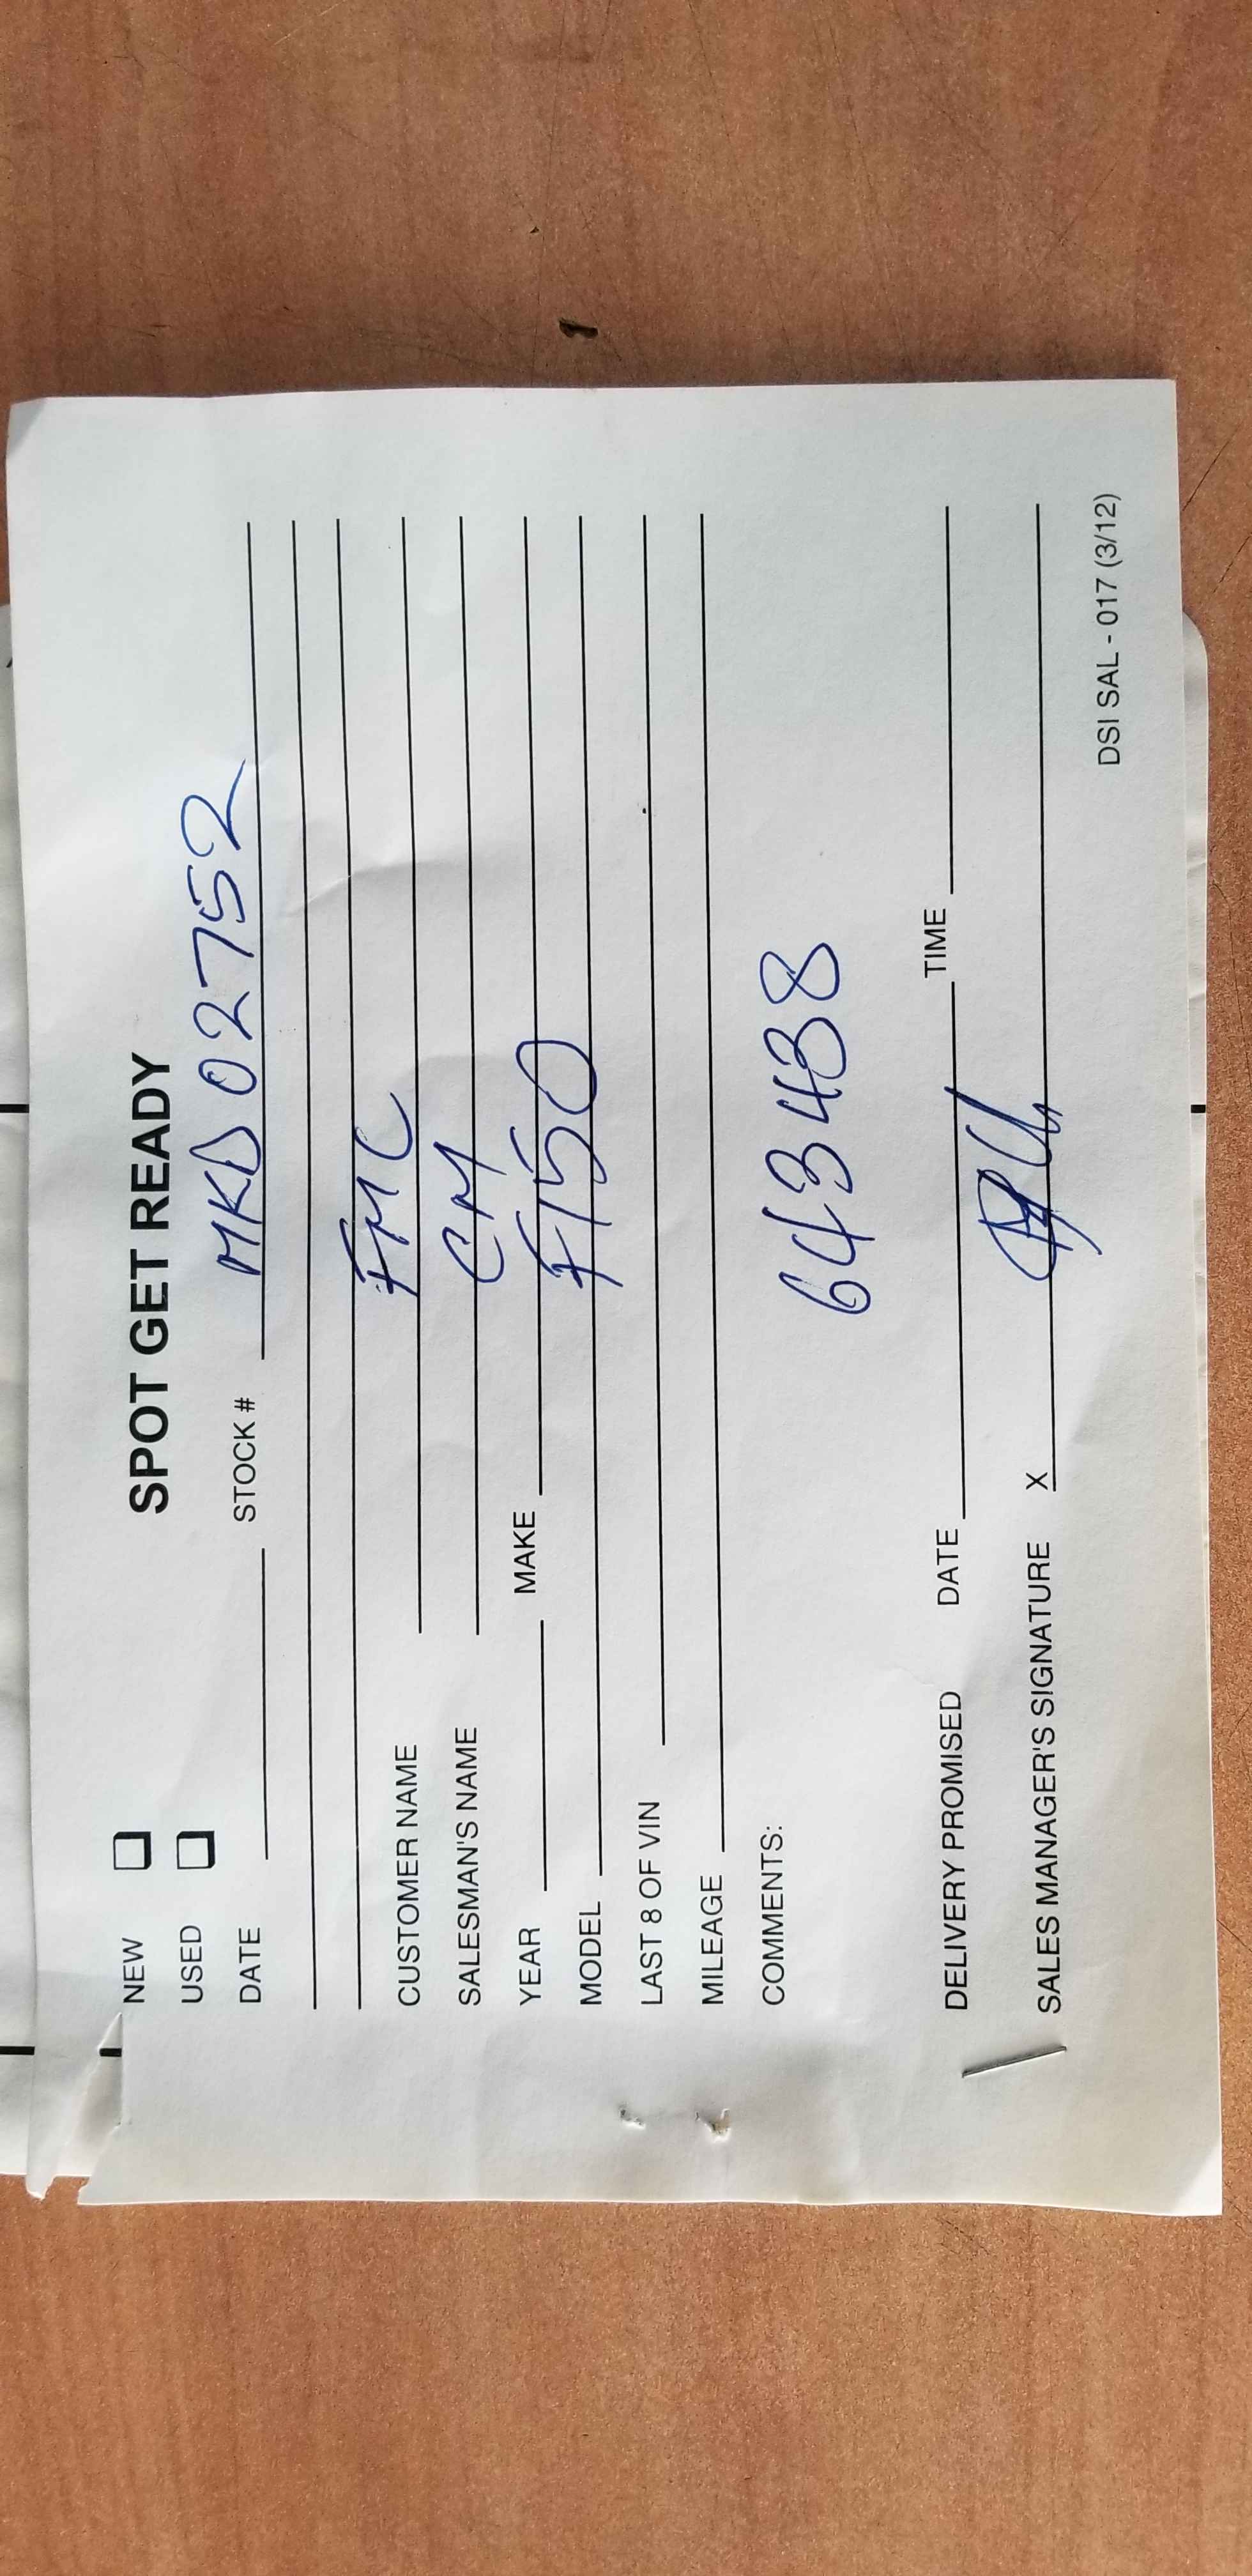 SPOT GET READY
NEW
USED
DATE STOCK # MKD02752
CUSTOMER NAME FMC
SALESMAN'S NAME CM
YEAR MAKE
MODEL F150
LAST 8 OF VIN
MILEAGE
COMMENTS:
643488
DELIVERY PROMISED DATE TIME
SALES MANAGER'S SIGNATURE X
DSI SAL - 017 (3/12)